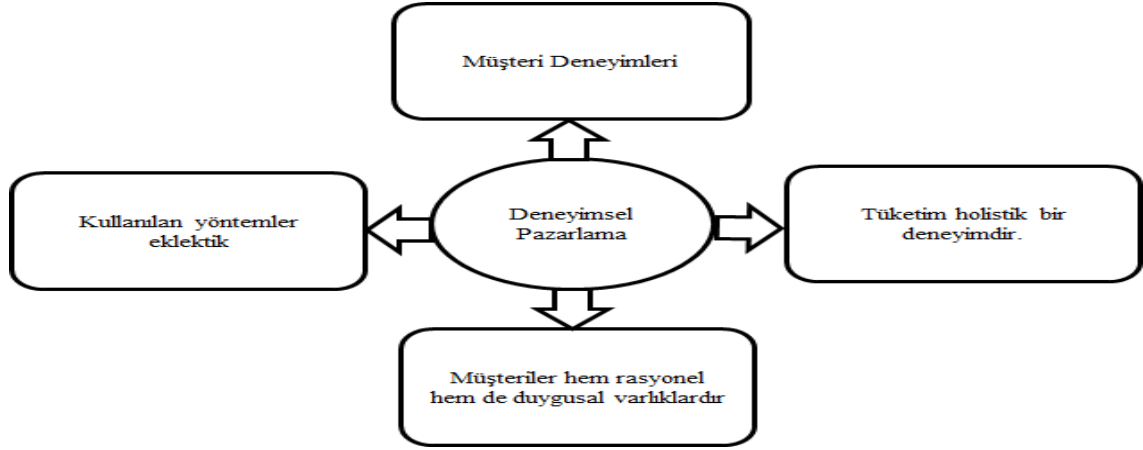 Müşteri Deneyimleri
Kullanılan yöntemler
eklektik
Deneyimsel
Pazarlama
Tüketim holistik bir
deneyimdir.
Müşteriler hem rasyonel
hem de duygusal varlıklardır